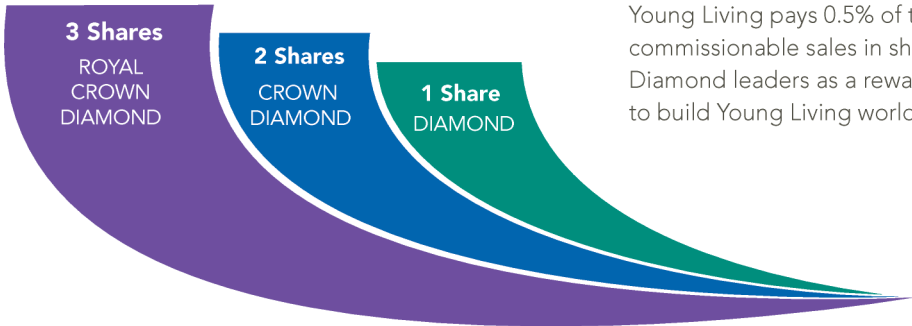 3 Shares
ROYAL
CROWN
DIAMOND
2 Shares
CROWN
DIAMOND
1 Share
DIAMOND
Young Living pays 0.5% of
commissionable sales in
Diamond leaders as a
to build Young Living